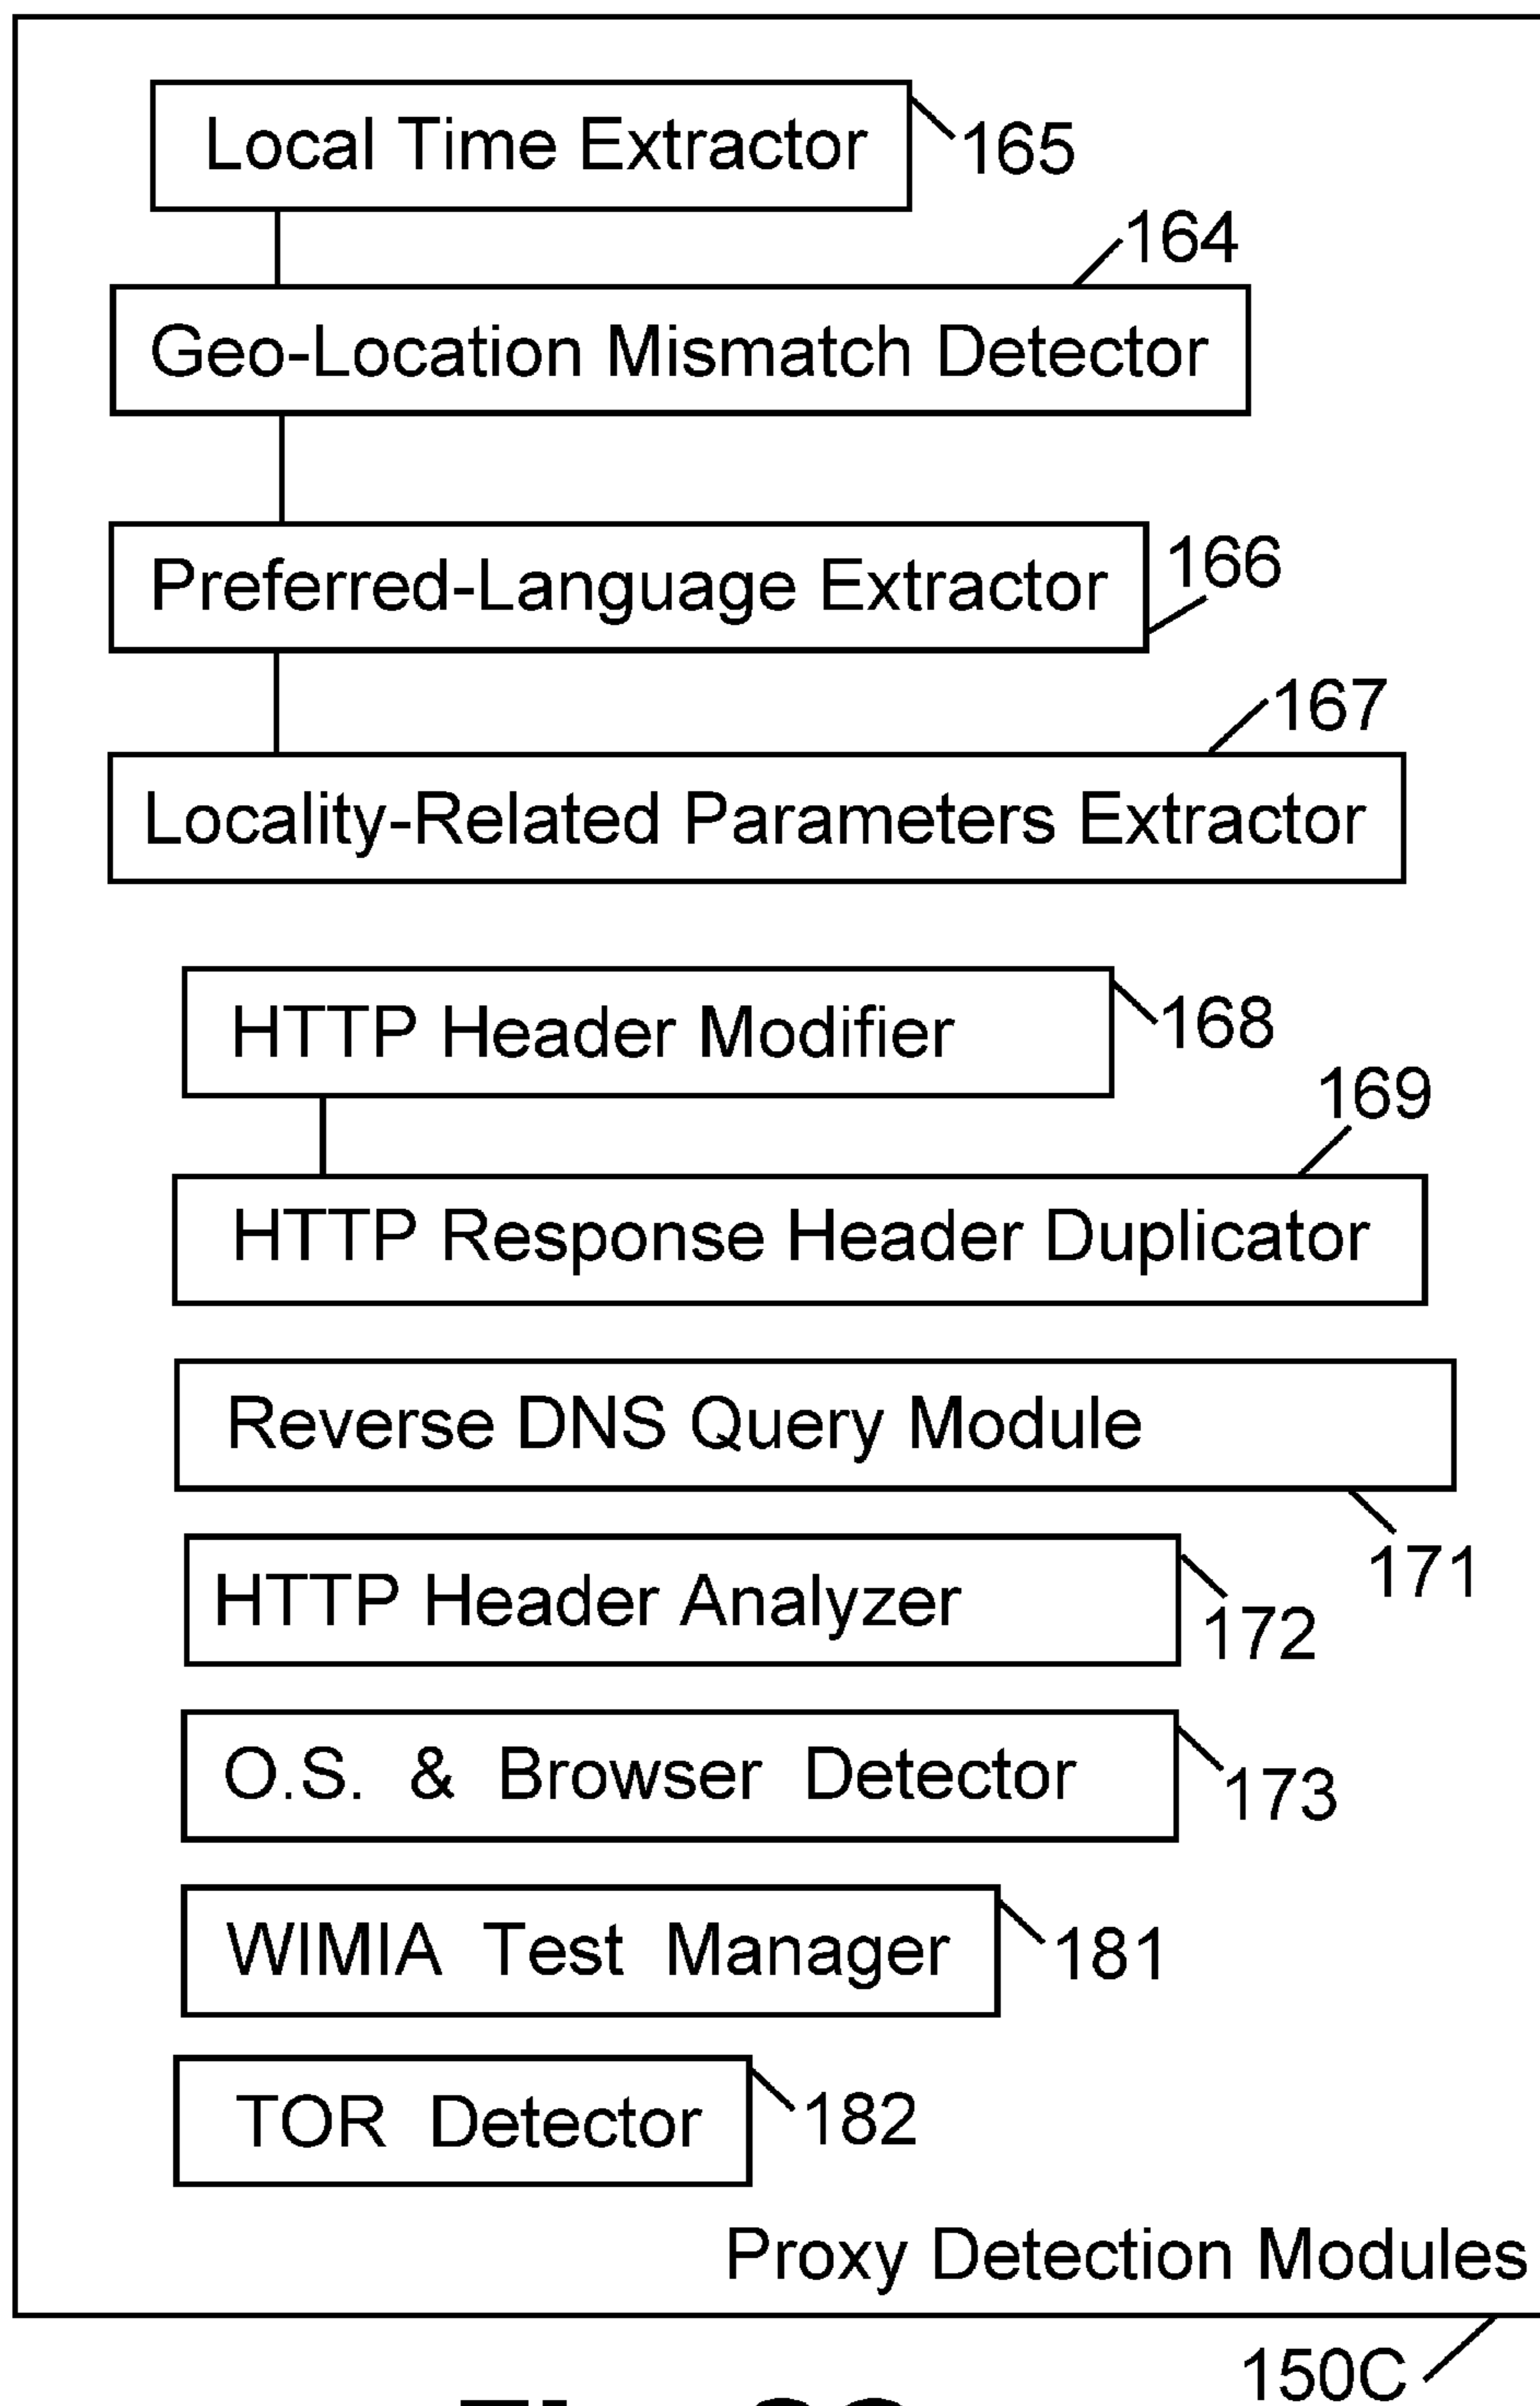 Local Time Extractor
165
164
Geo-Location Mismatch Detector
Preferred-Language Extractor
166
167
Locality-Related Parameters Extractor
HTTP Header Modifier
168
169
HTTP Response Header Duplicator
Reverse DNS Query Module
171
HTTP Header Analyzer
172
O.S. & Browser Detector
173
WIMIA Test Manager
181
TOR Detector
182
Proxy Detection Modules
150C